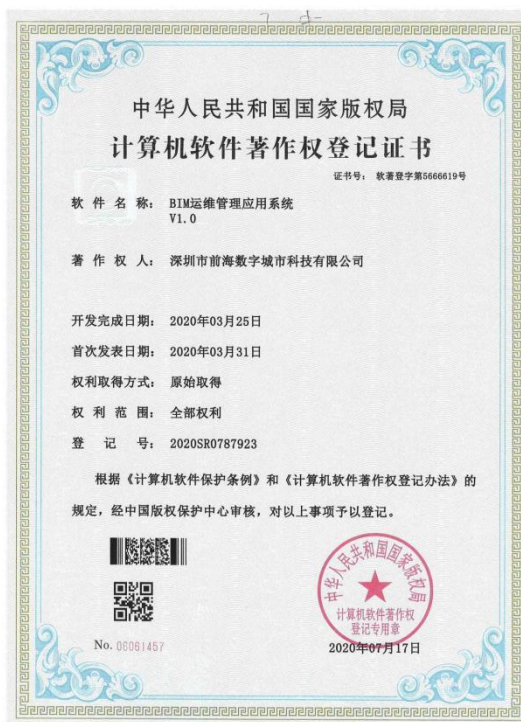 中华人民共和国国家版权局
计算机软件著作权登记证书
证书号: 软著登字第5666619号
软件名称: BIM运维管理应用系统
V1.0
著作权人: 深圳市前海数字城市科技有限公司
开发完成日期: 2020年03月25日
首次发表日期: 2020年03月31日
权利取得方式: 原始取得
权利范围: 全部权利
登记号: 2020SR0787923
根据《计算机软件保护条例》和《计算机软件著作权登记办法》的
规定,经中国版权保护中心审核,对以上事项予以登记。
中华人民共和国国家版权局
计算机软件著作权
登记专用章
No. 06061457
2020年07月17日